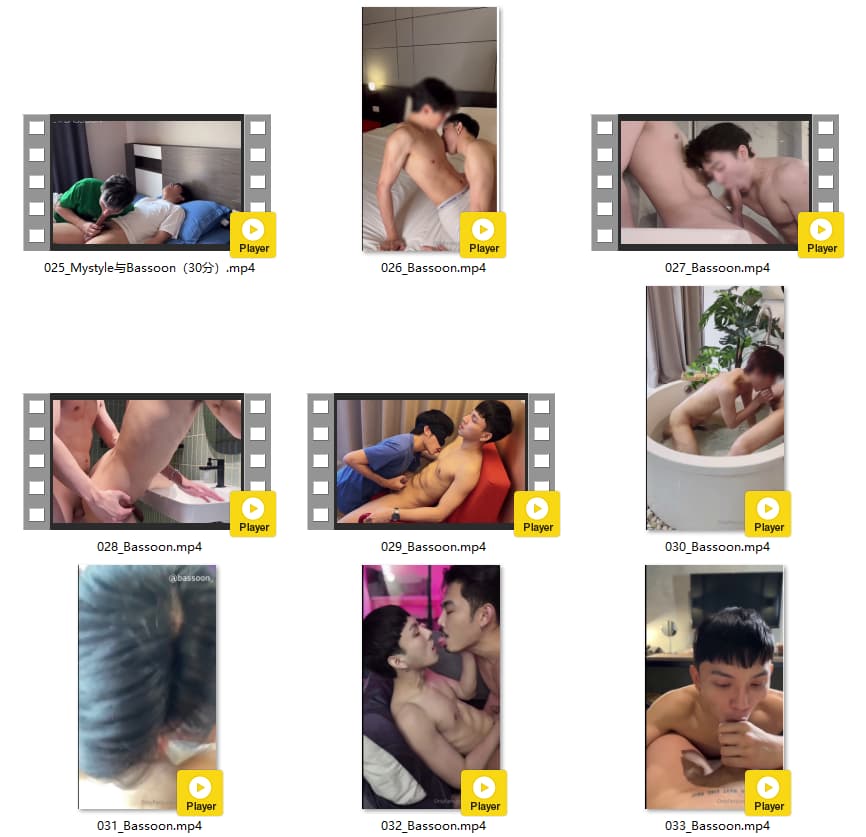 Player
Player
Player
025_Mystyle与Bassoon（30分）.mp4
026_Bassoon.mp4
027_Bassoon.mp4
Player
Player
Player
028_Bassoon.mp4
029_Bassoon.mp4
030_Bassoon.mp4
@bassoon_
Player
Player
Player
031_Bassoon.mp4
032_Bassoon.mp4
033_Bassoon.mp4